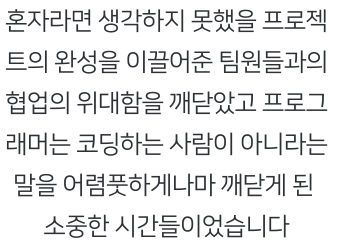 혼자라면 생각하지 못했을 프로젝
트의 완성을 이끌어준 팀원들과의
협업의 위대함을 깨닫았고 프로그
래머는 코딩하는 사람이 아니라는
말을 어렴풋하게나마 깨닫게 된
소중한 시간들이었습니다